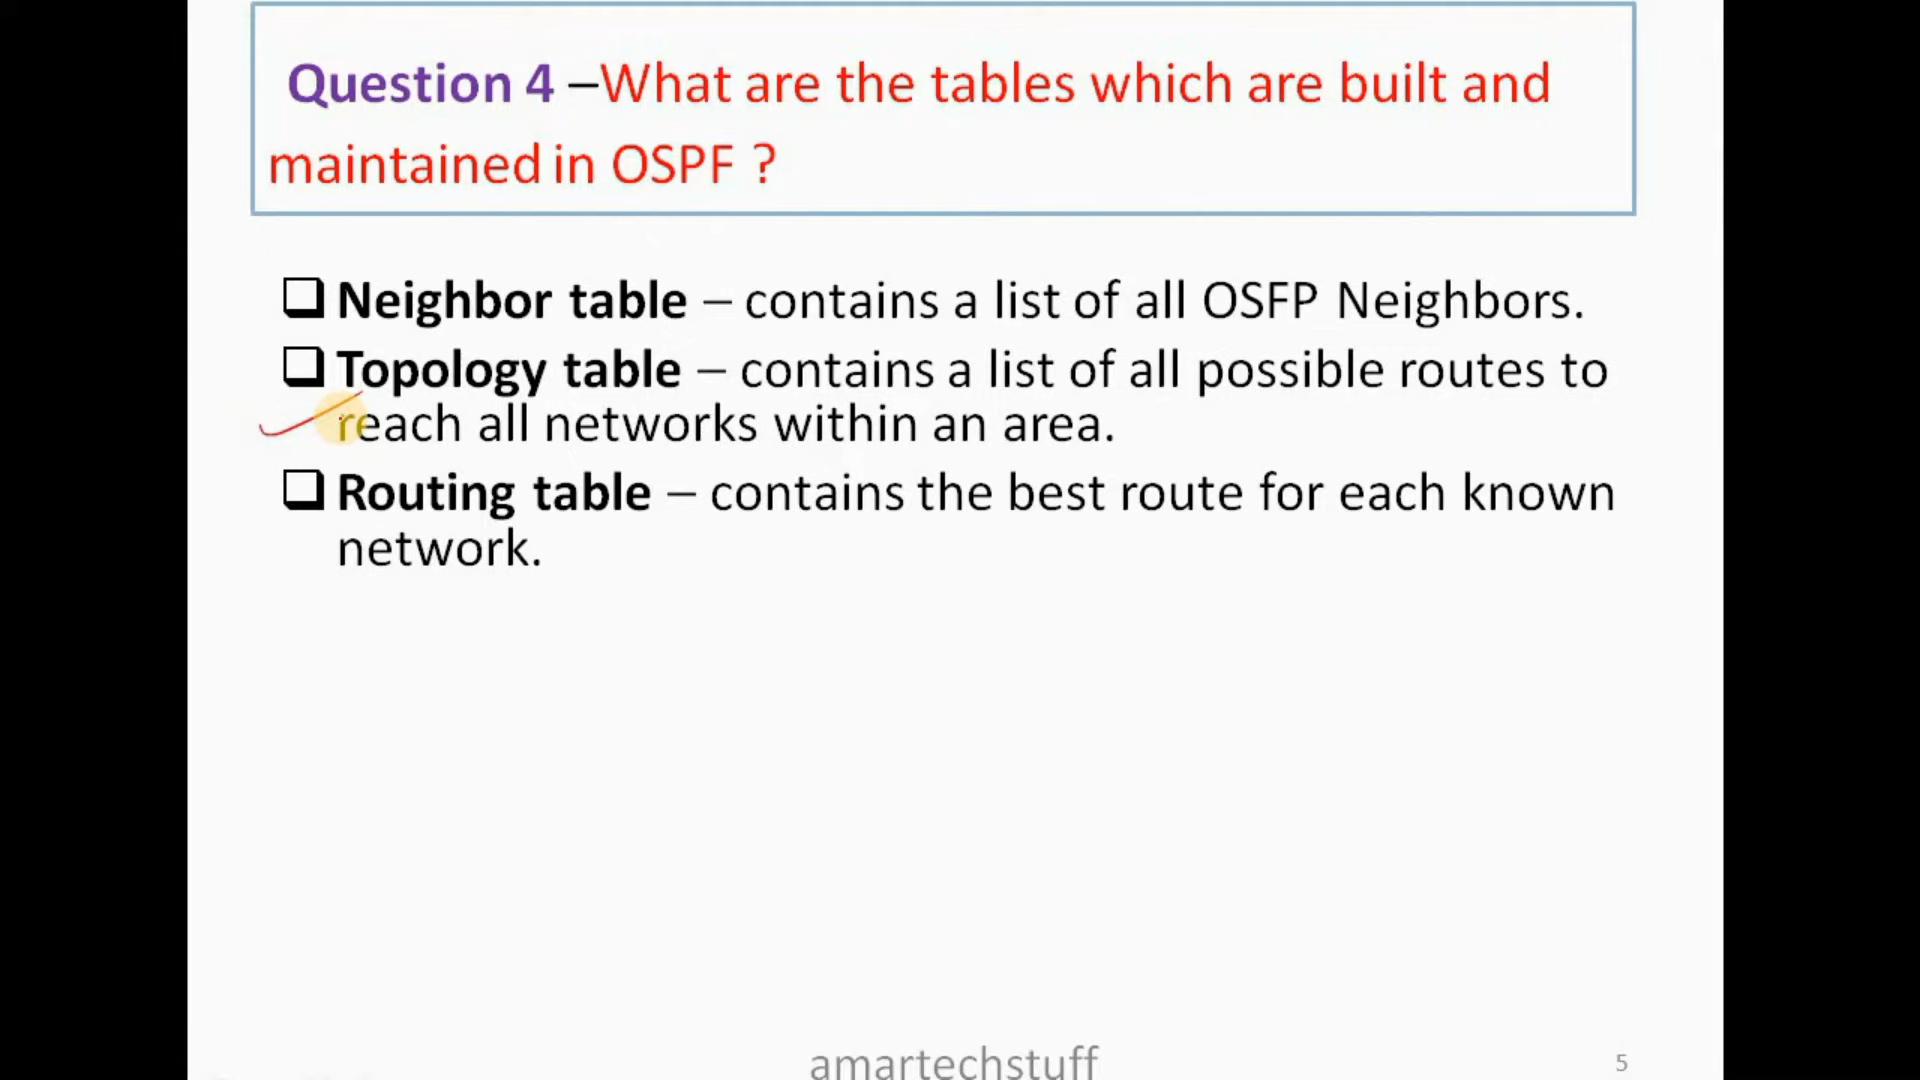 Question 4 –What are the tables which are built and
maintained in OSPF ?
Neighbor table – contains a list of all OSFP Neighbors.
Topology table – contains a list of all possible routes to
reach all networks within an area.
Routing table – contains the best route for each known
network.
amartechstuff
5